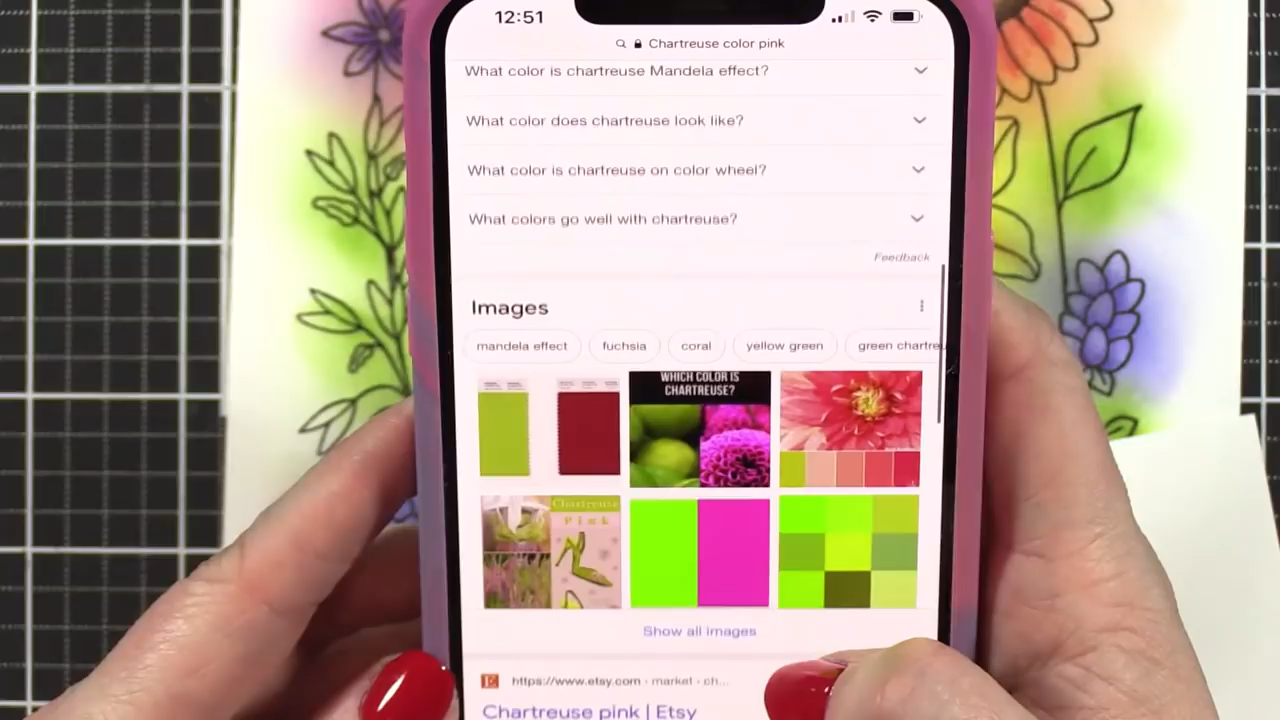 12:51
Chartreuse color pink
What color is chartreuse Mandela effect?
What color does chartreuse look like?
What color is chartreuse on color wheel?
What colors go well with chartreuse?
Feedback
Images
mandela effect fuchsia coral yellow green green chartreu
WHICH COLOR IS
CHARTREUSE?
Chartreuse
Pink
Show all images
https://www.etsy.com › market › ch...
Chartreuse pink | Etsy